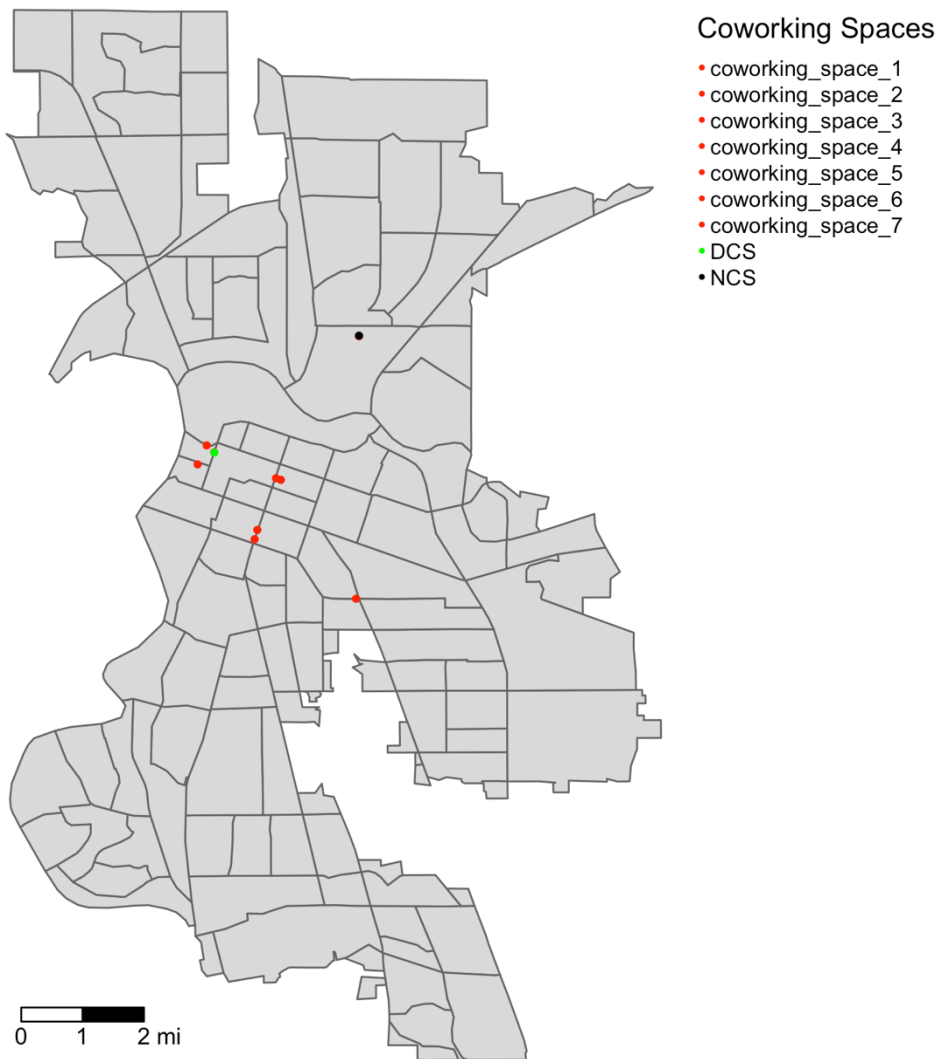 Coworking Spaces
coworking_space_1
coworking_space_2
coworking_space_3
coworking_space_4
coworking_space_5
coworking_space_6
coworking_space_7
DCS
NCS
0 1 2 mi